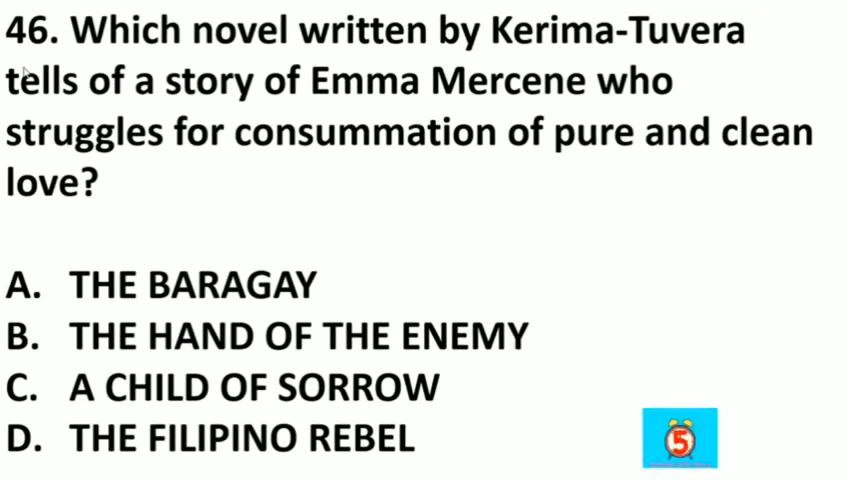 46. Which novel written by Kerima-Tuvera
tells of a story of Emma Mercene who
struggles for consummation of pure and clean
love?
A. THE BARAGAY
B. THE HAND OF THE ENEMY
C. A CHILD OF SORROW
D. THE FILIPINO REBEL
5